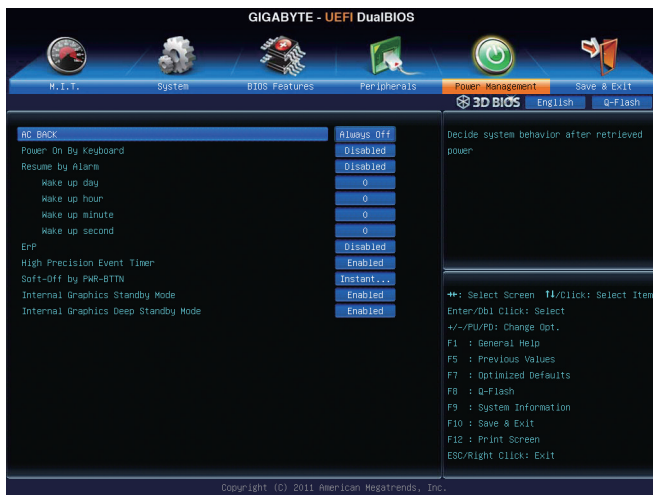 GIGABYTE - UEFI DualBIOS
M.I.T.
System
BIOS Features
Peripherals
Power Management
Save & Exit
3D BIOS
English
Q-Flash
AC BACK Always Off
Power On By Keyboard Disabled
Resume by Alarm Disabled
Wake up day 0
Wake up hour 0
Wake up minute 0
Wake up second 0
ErP Disabled
High Precision Event Timer Enabled
Soft-Off by PWR-BTTN Instant...
Internal Graphics Standby Mode Enabled
Internal Graphics Deep Standby Mode Enabled
Decide system behavior after retrieved
power
→←: Select Screen ↑↓/Click: Select Item
Enter/Dbl Click: Select
+/-/PU/PD: Change Opt.
F1 : General Help
F5 : Previous Values
F7 : Optimized Defaults
F8 : Q-Flash
F9 : System Information
F10 : Save & Exit
F12 : Print Screen
ESC/Right Click: Exit
Copyright (C) 2011 American Megatrends, Inc.